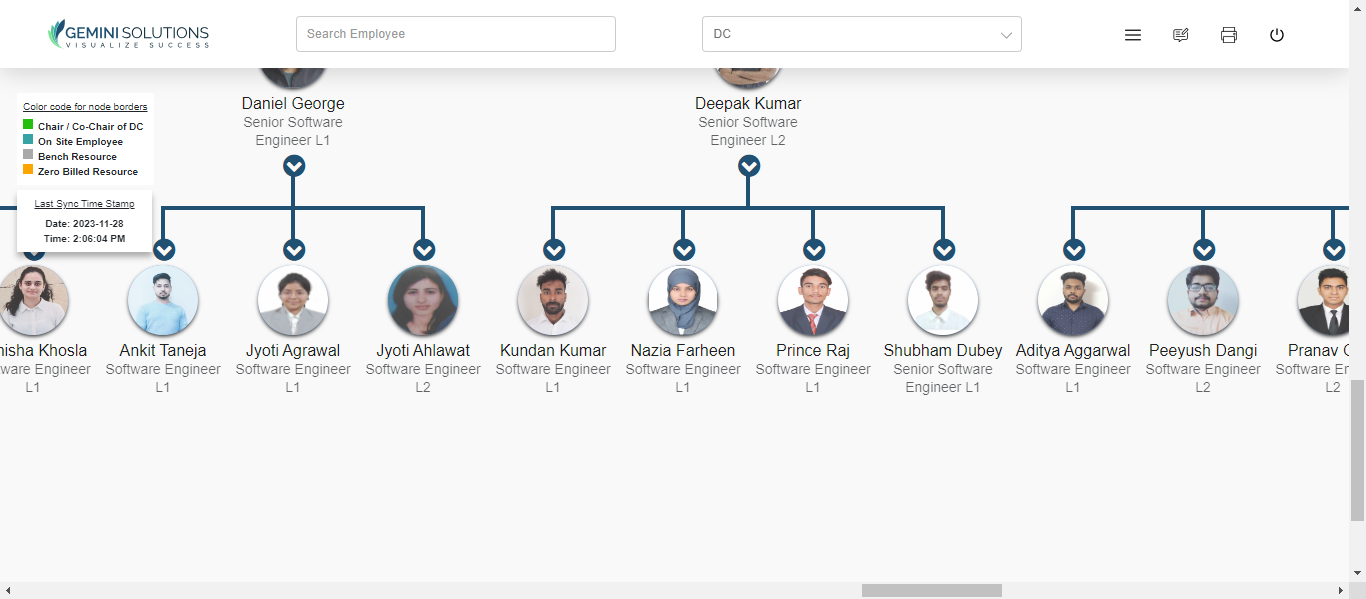 GEMINI SOLUTIONS
VISUALIZE SUCCESS
Search Employee
DC
Color code for node borders
Chair / Co-Chair of DC
On Site Employee
Bench Resource
Zero Billed Resource
Last Sync Time Stamp
Date: 2023-11-28
Time: 2:06:04 PM
Daniel George
Senior Software
Engineer L1
Deepak Kumar
Senior Software
Engineer L2
Khosla
Engineer
L1
Ankit Taneja
Software Engineer
L1
Jyoti Agrawal
Software Engineer
L1
Jyoti Ahlawat
Software Engineer
L2
Kundan Kumar
Software Engineer
L1
Nazia Farheen
Software Engineer
L1
Prince Raj
Software Engineer
L1
Shubham Dubey
Senior Software
Engineer L1
Aditya Aggarwal
Software Engineer
L1
Peeyush Dangi
Software Engineer
L2
Pranav
Software
L2